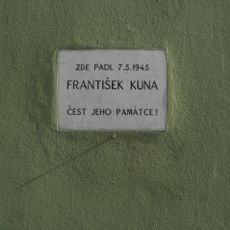 ZDE PADL 7.5.1945
FRANTIŠEK KUNA
ČEST JEHO PAMÁTCE!